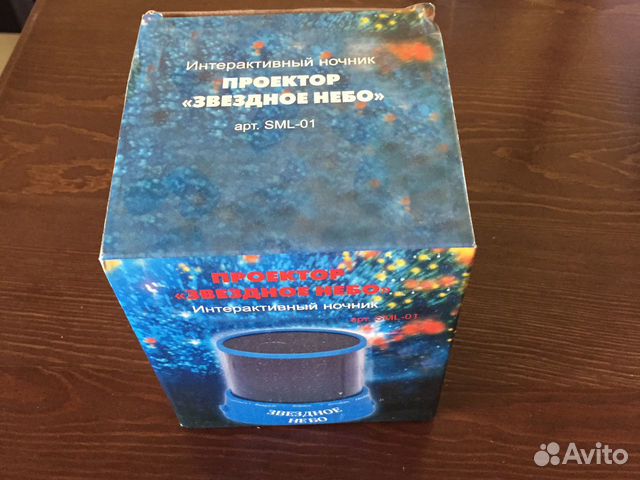 Интерактивный ночник
ПРОЕКТОР
«ЗВЕЗДНОЕ НЕБО»
арт. SML-01
ПРОЕКТОР
«ЗВЕЗДНОЕ НЕБО»
Интерактивный ночник
арт. SML-01
ЗВЕЗДНОЕ
НЕБО
Avito